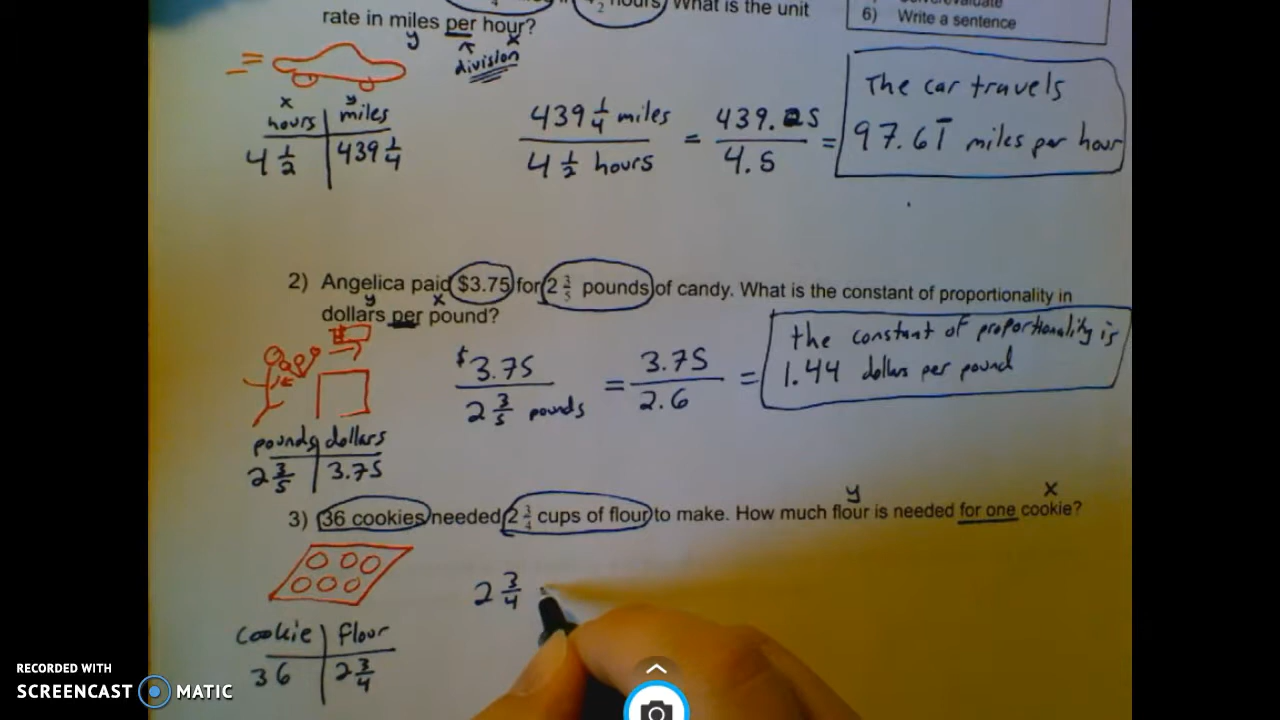 hours What is the unit
rate in miles per hour?
6) Write a sentence
y x
division
x y
hours miles
4 1/2 439 1/4
439 1/4 miles
4 1/2 hours
= 439.25
4.5
=
The car travels
97.61̅ miles per hour
2) Angelica paid $3.75 for 2 3/5 pounds of candy. What is the constant of proportionality in
y x
dollars per pound?
$3.75
2 3/5 pounds
= 3.75
2.6
=
the constant of proportionality is
1.44 dollars per pound
pounds dollars
2 3/5 3.75
y x
3) 36 cookies needed 2 3/4 cups of flour to make. How much flour is needed for one cookie?
2 3/4
cookie flour
36 2 3/4
RECORDED WITH
SCREENCAST MATIC